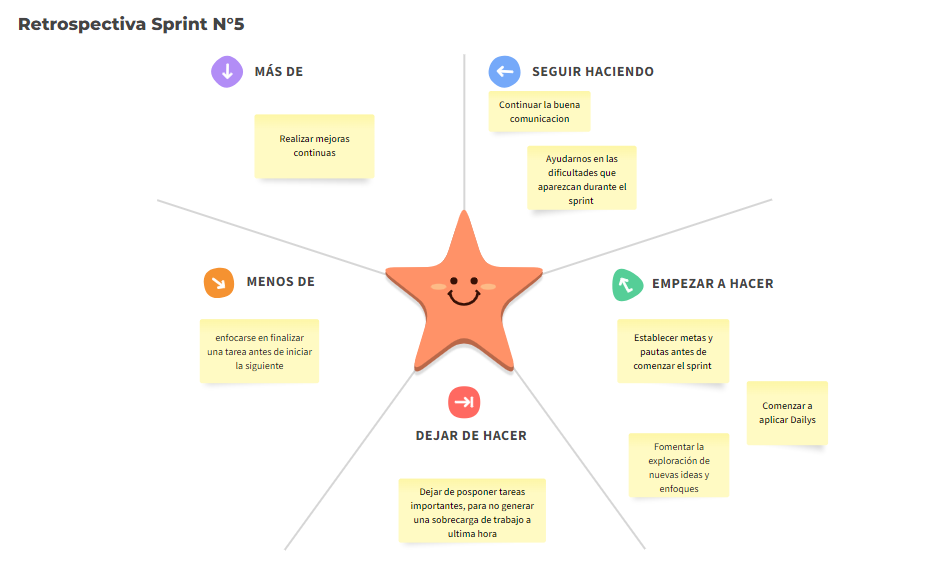 Retrospectiva Sprint N°5
MÁS DE
Realizar mejoras
continuas
SEGUIR HACIENDO
Continuar la buena
comunicacion
Ayudarnos en las
dificultades que
aparezcan durante el
sprint
MENOS DE
enfocarse en finalizar
una tarea antes de iniciar
la siguiente
EMPEZAR A HACER
Establecer metas y
pautas antes de
comenzar el sprint
Comenzar a
aplicar Dailys
Fomentar la
exploración de
nuevas ideas y
enfoques
DEJAR DE HACER
Dejar de posponer tareas
importantes, para no generar
una sobrecarga de trabajo a
ultima hora